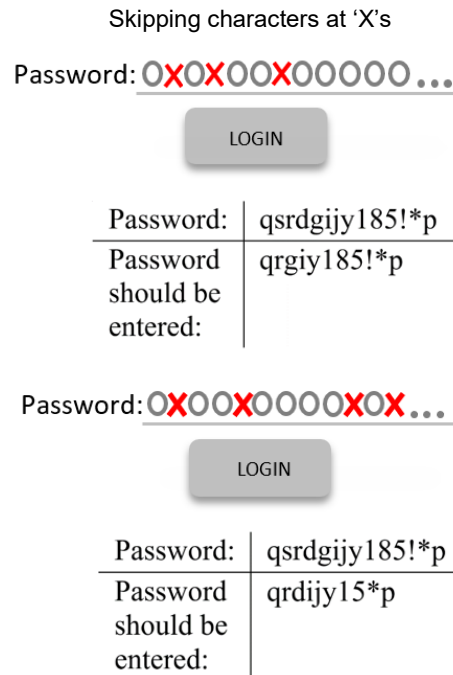 Skipping characters at ‘X’s
Password: OXOXOOXOOOOO...
LOGIN
Password: qsrdgijy185!*p
Password qrgiy185!*p
should be
entered:
Password: OXOOXOOOOXOX...
LOGIN
Password: qsrdgijy185!*p
Password qrdijy15*p
should be
entered: